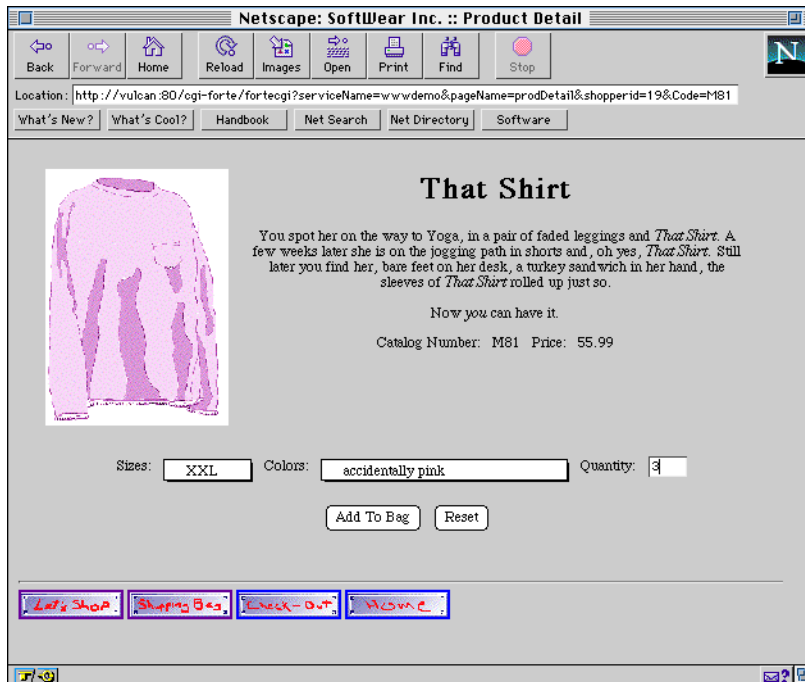 Netscape: SoftWear Inc. :: Product Detail
Back Forward Home Reload Images Open Print Find Stop
N
Location: http://vulcan:80/cgi-forte/fortecgi?serviceName=wwwdemo&pageName=prodDetail&shopperid=19&Code=M81
What's New? What's Cool? Handbook Net Search Net Directory Software
That Shirt
You spot her on the way to Yoga, in a pair of faded leggings and That Shirt. A
few weeks later she is on the jogging path in shorts and, oh yes, That Shirt. Still
later you find her, bare feet on her desk, a turkey sandwich in her hand, the
sleeves of That Shirt rolled up just so.
Now you can have it.
Catalog Number: M81 Price: 55.99
Sizes: XXL Colors: accidentally pink Quantity: 3
Add To Bag Reset
Let's Shop Shopping Bag Check-Out Home
?